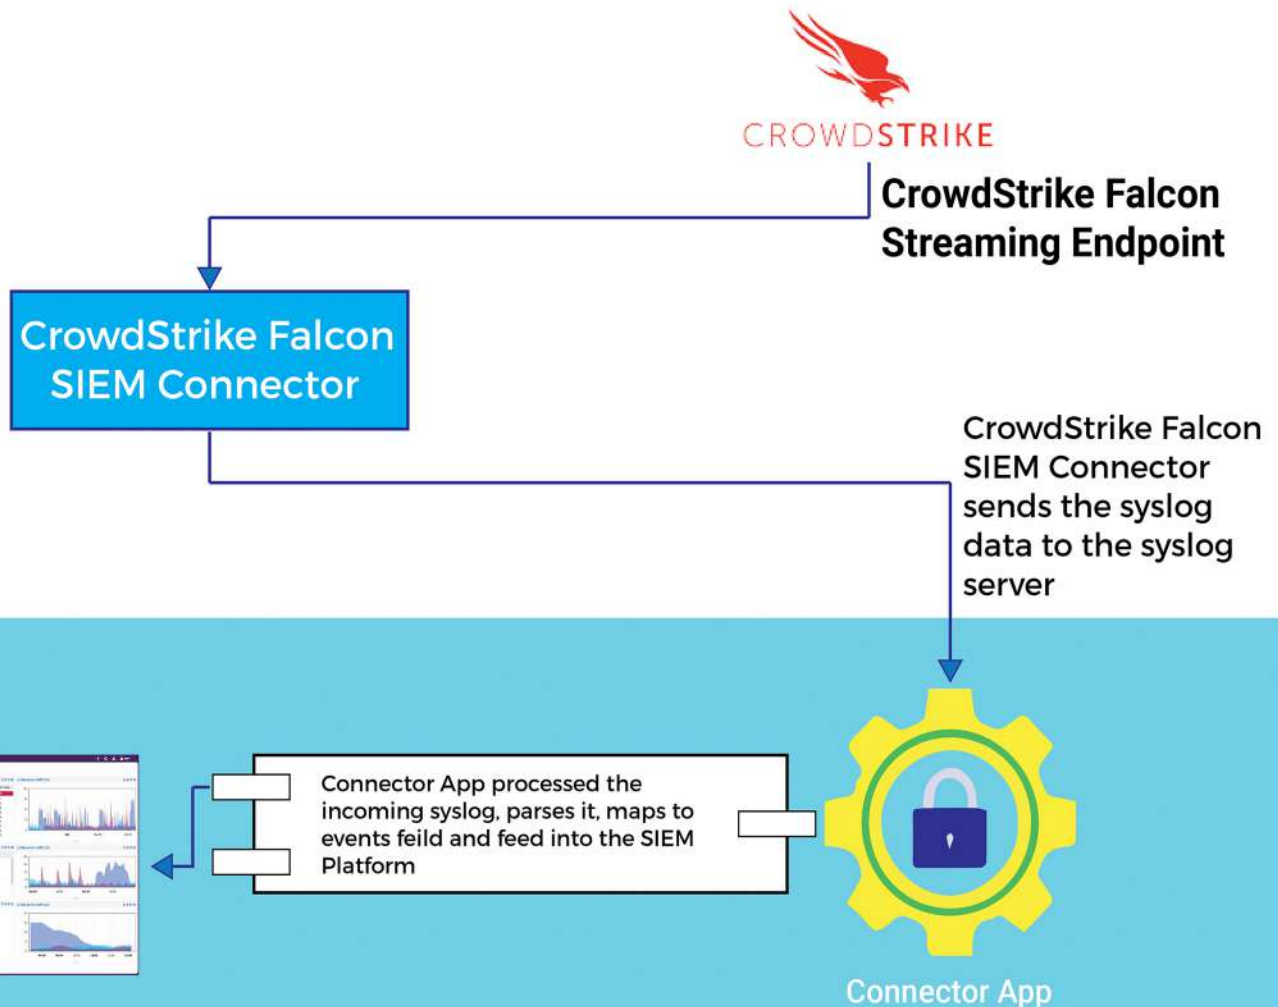 CROWDSTRIKE
CrowdStrike Falcon
Streaming Endpoint
CrowdStrike Falcon
SIEM Connector
CrowdStrike Falcon
SIEM Connector
sends the syslog
data to the syslog
server
Connector App processed the
incoming syslog, parses it, maps to
events feild and feed into the SIEM
Platform
Connector App